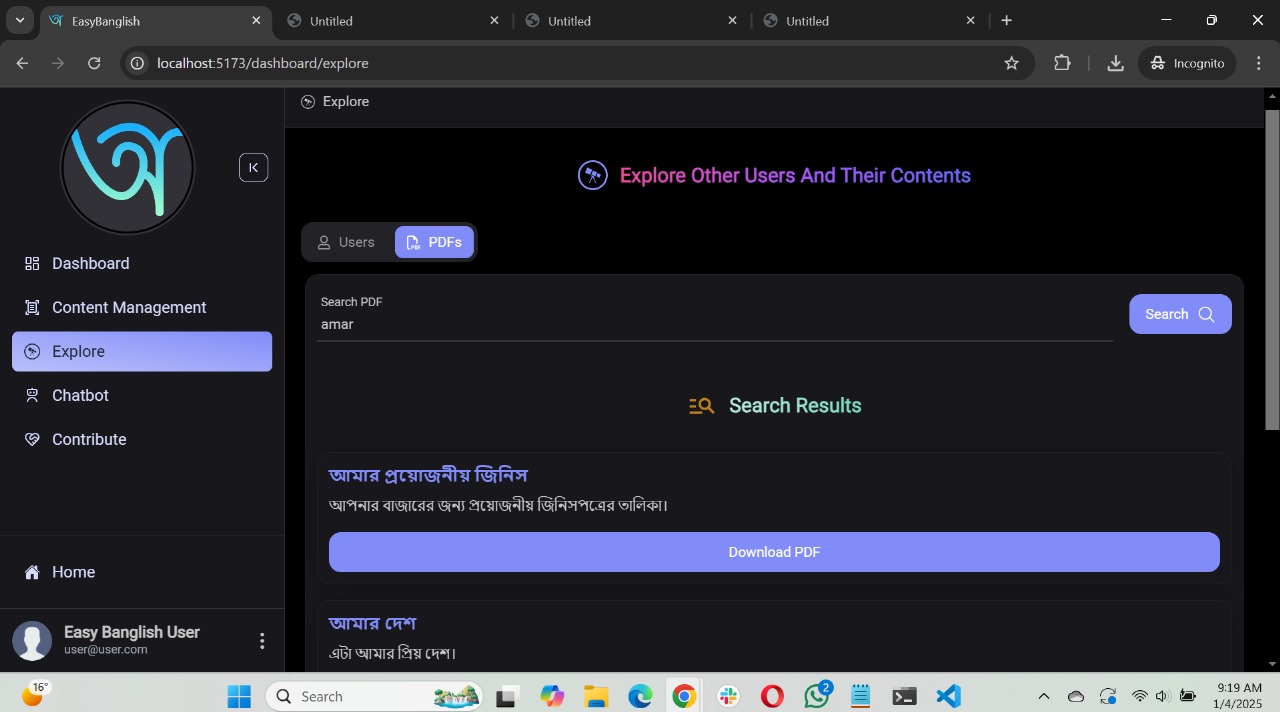 EasyBanglish
Untitled
Untitled
Untitled
localhost:5173/dashboard/explore
Incognito
অ
Explore
Explore Other Users And Their Contents
Users
PDFs
Dashboard
Content Management
Explore
Chatbot
Contribute
Search PDF
amar
Search
Search Results
আমার প্রয়োজনীয় জিনিস
আপনার বাজারের জন্য প্রয়োজনীয় জিনিসপত্রের তালিকা।
Download PDF
আমার দেশ
এটা আমার প্রিয় দেশ।
Home
Easy Banglish User
user@user.com
16°
Search
2
9:19 AM
1/4/2025